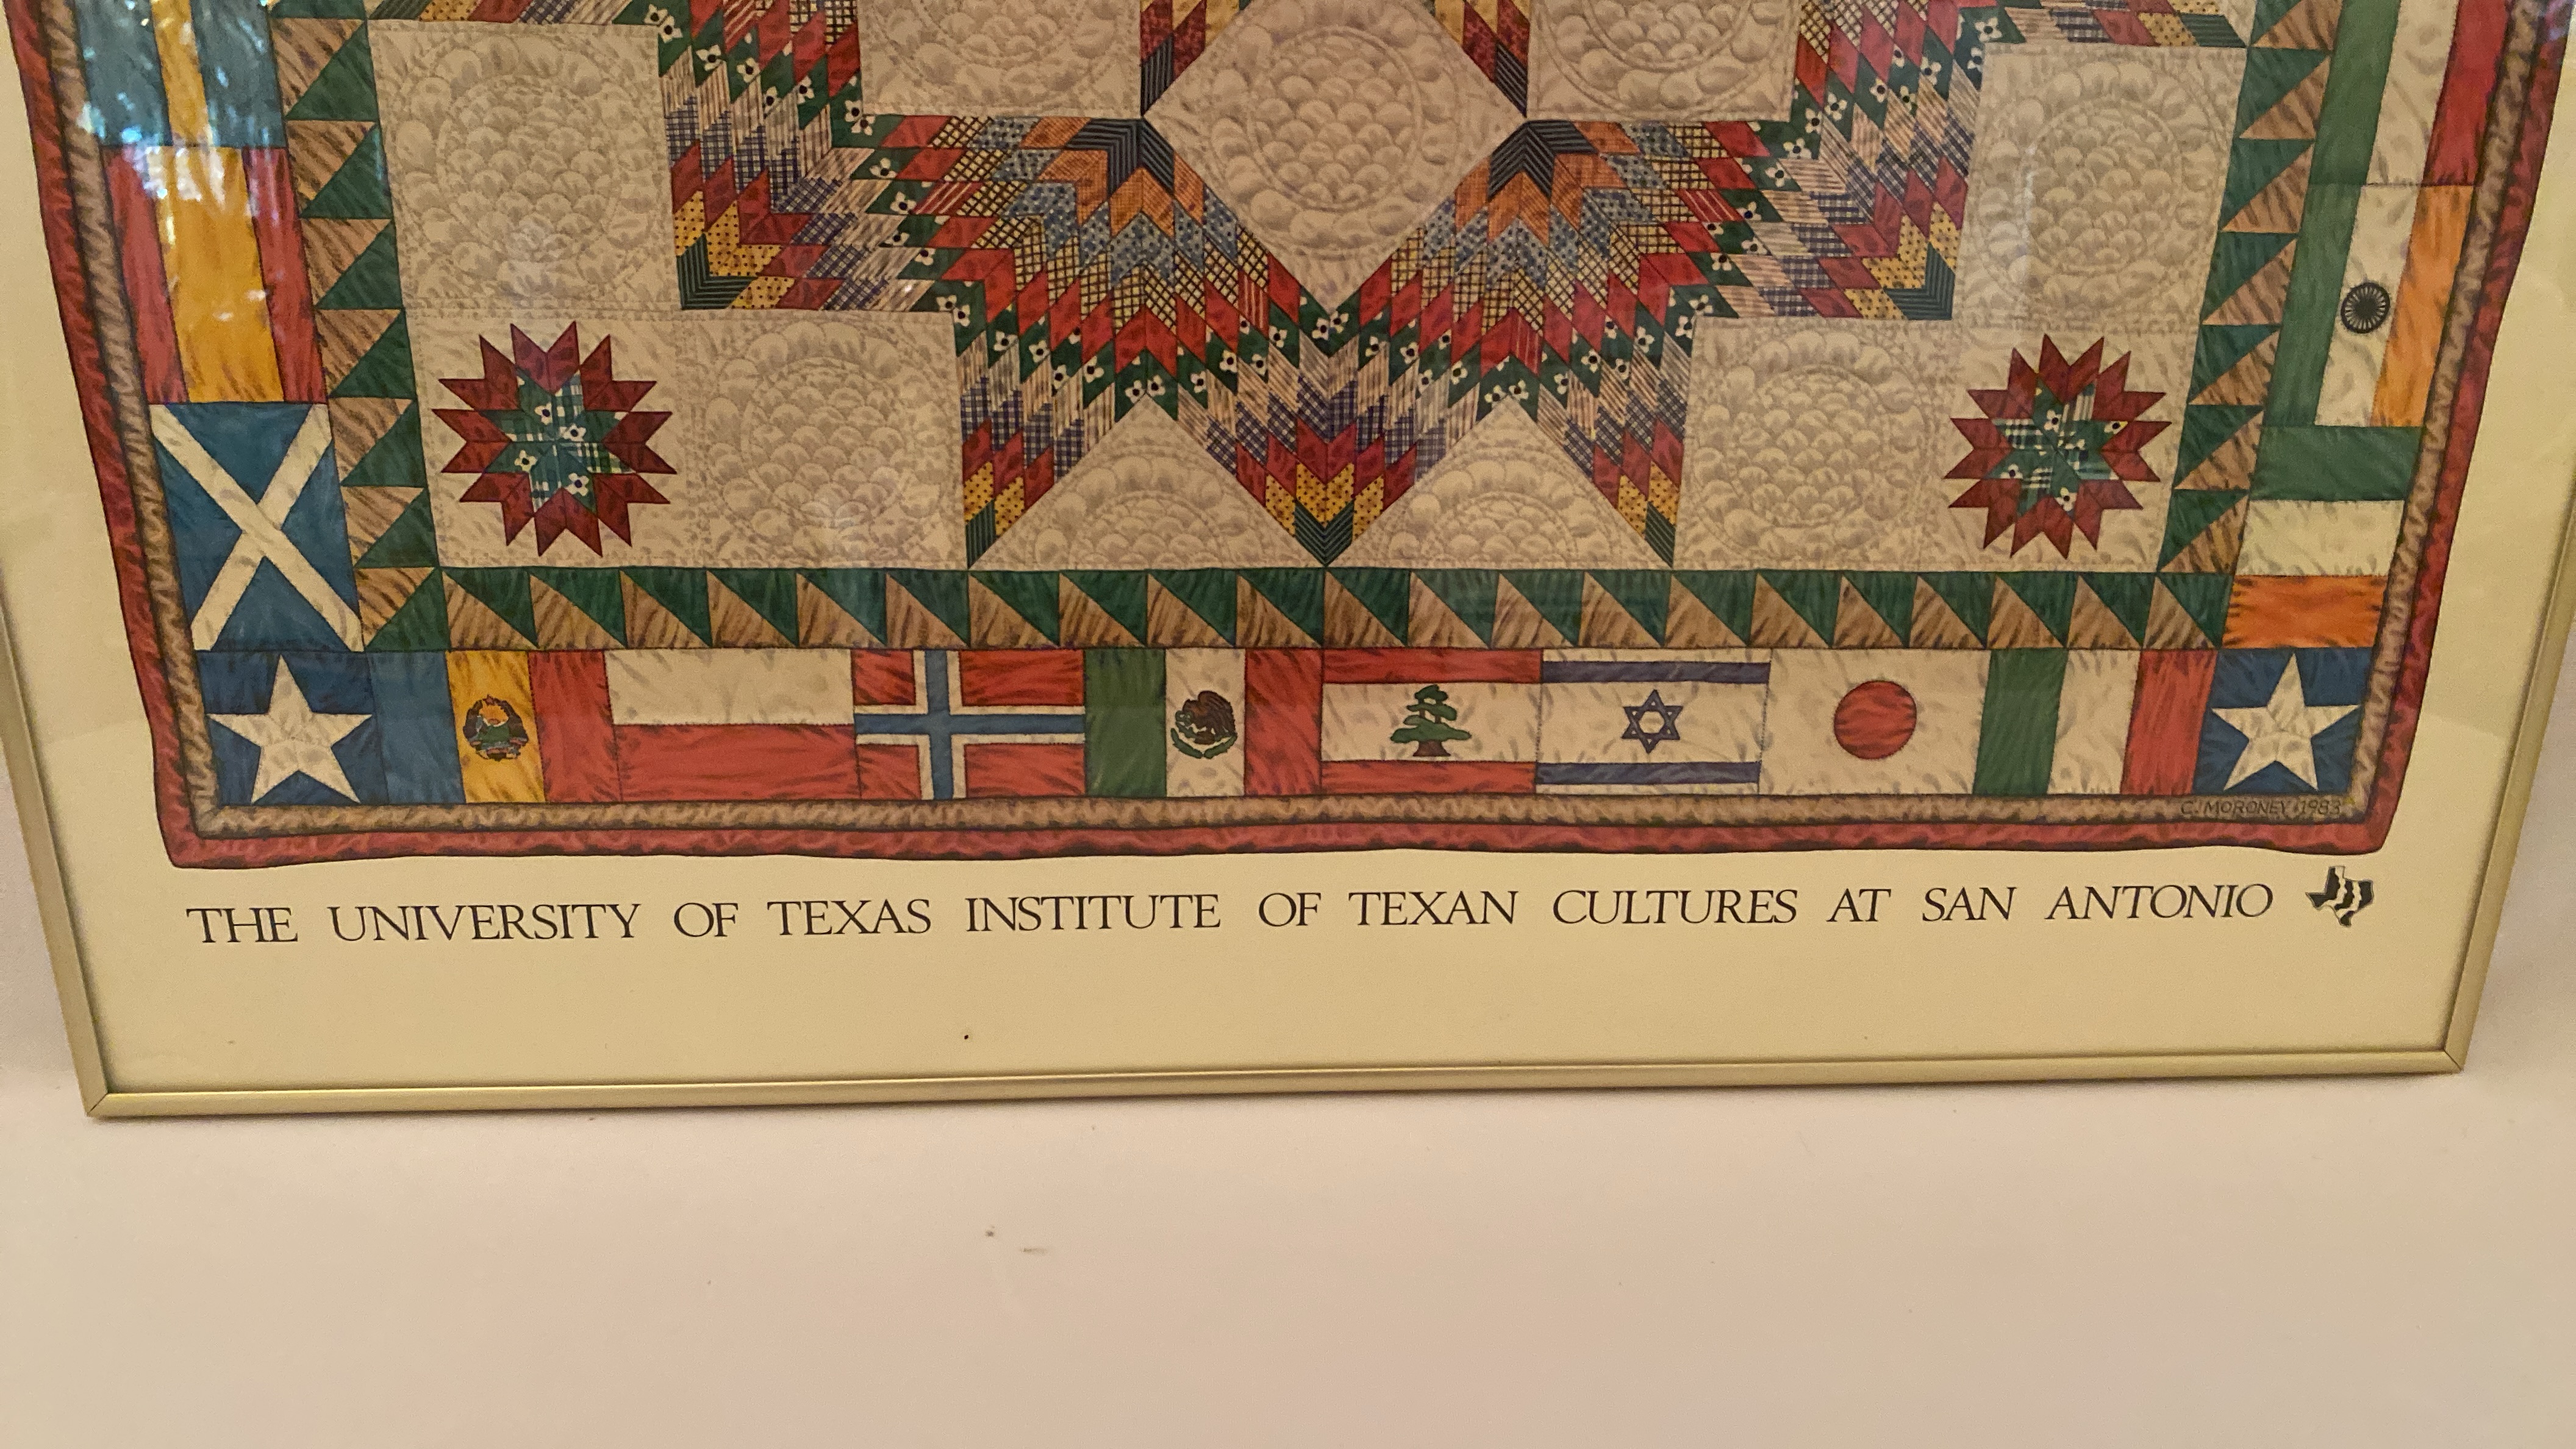 C. MORONEY 1983
THE UNIVERSITY OF TEXAS INSTITUTE OF TEXAN CULTURES AT SAN ANTONIO